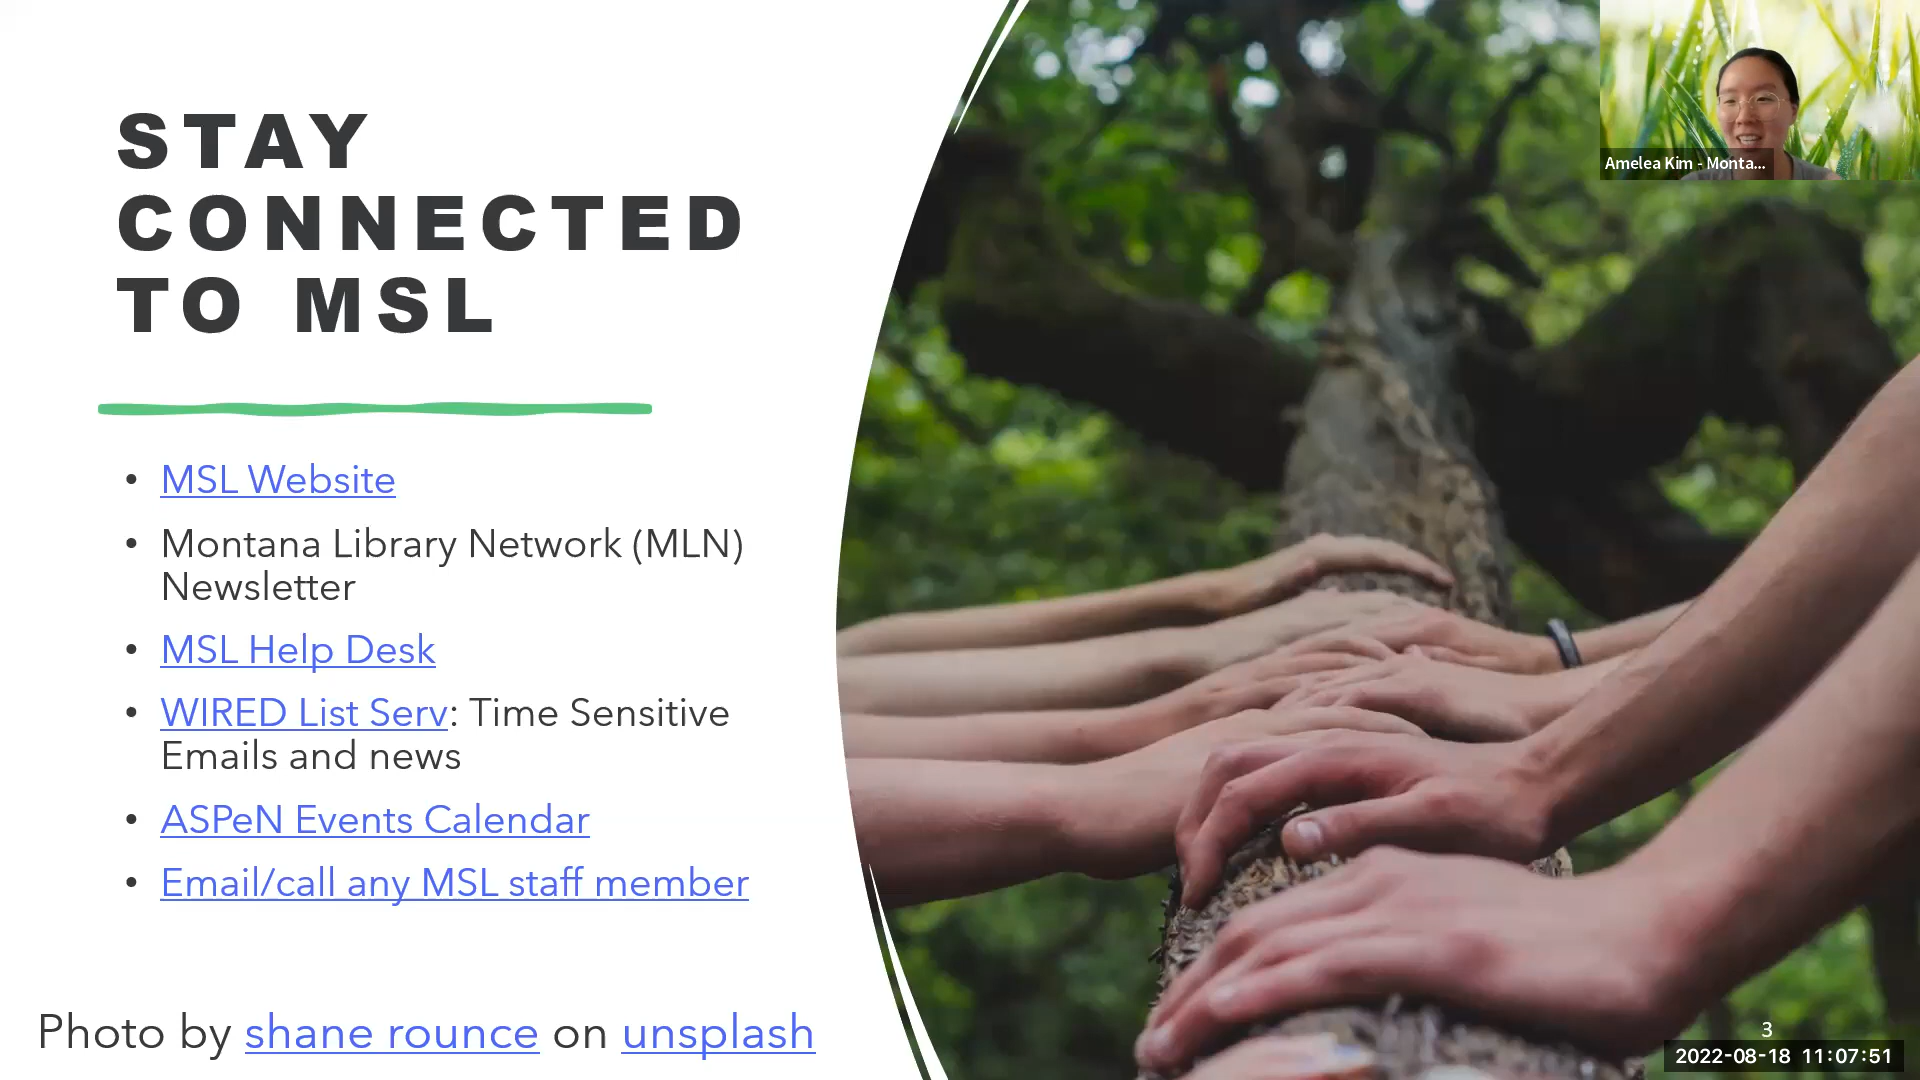 STAY
CONNECTED
TO MSL
• MSL Website
• Montana Library Network (MLN)
Newsletter
• MSL Help Desk
• WIRED List Serv: Time Sensitive
Emails and news
• ASPeN Events Calendar
• Email/call any MSL staff member
Photo by shane rounce on unsplash
Amelea Kim - Monta...
3
2022-08-18 11:07:51